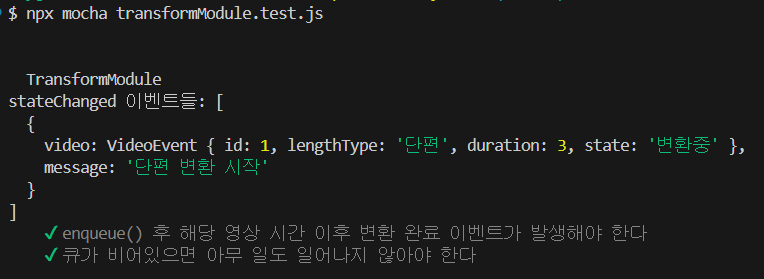 $ npx mocha transformModule.test.js
TransformModule
stateChanged 이벤트들: [
{
video: VideoEvent { id: 1, lengthType: '단편', duration: 3, state: '변환중' },
message: '단편 변환 시작'
}
]
✓ enqueue() 후 해당 영상 시간 이후 변환 완료 이벤트가 발생해야 한다
✓ 큐가 비어있으면 아무 일도 일어나지 않아야 한다